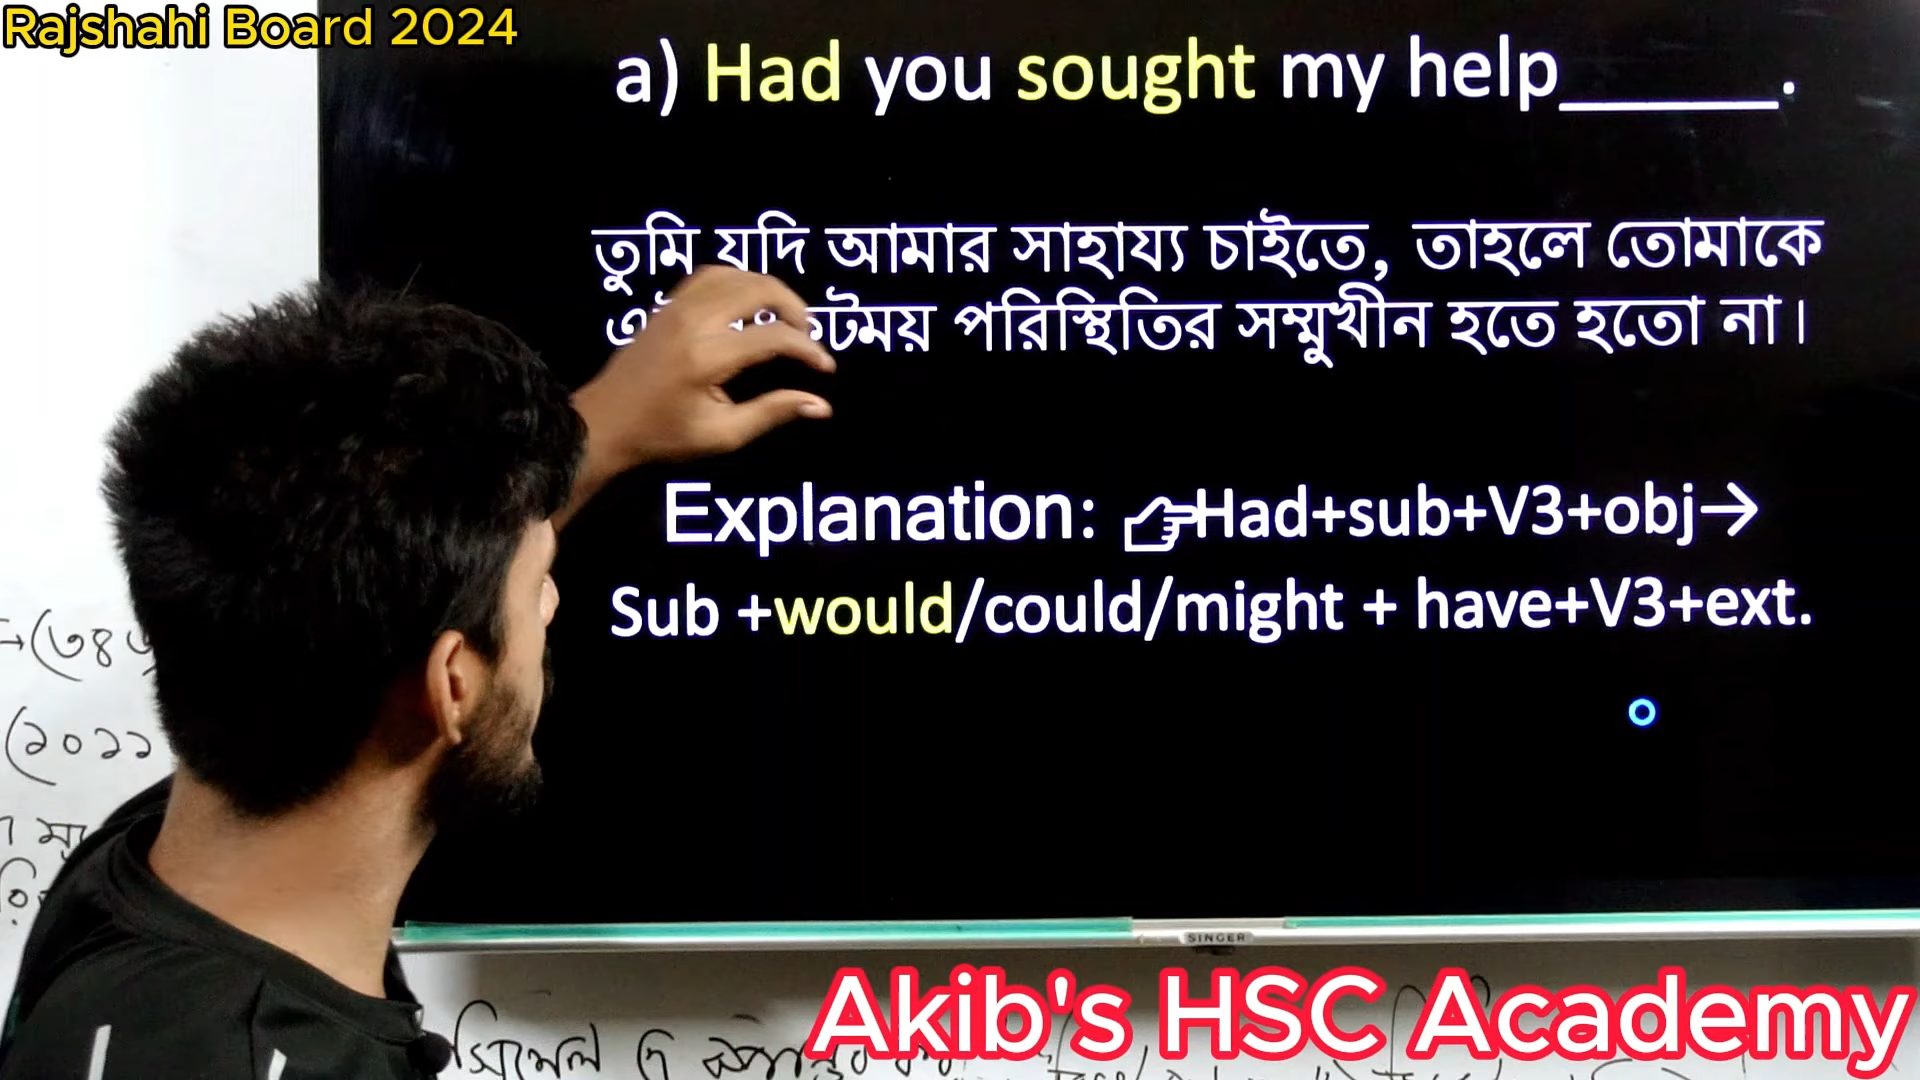 Rajshahi Board 2024
a) Had you sought my help______.
তুমি যদি আমার সাহায্য চাইতে, তাহলে তোমাকে
পরিস্থিতির সম্মুখীন হতে হতো না।
Explanation: 👉Had+sub+V3+obj→
Sub +would/could/might + have+V3+ext.
SINGER
(২০২২
Akib's HSC Academy